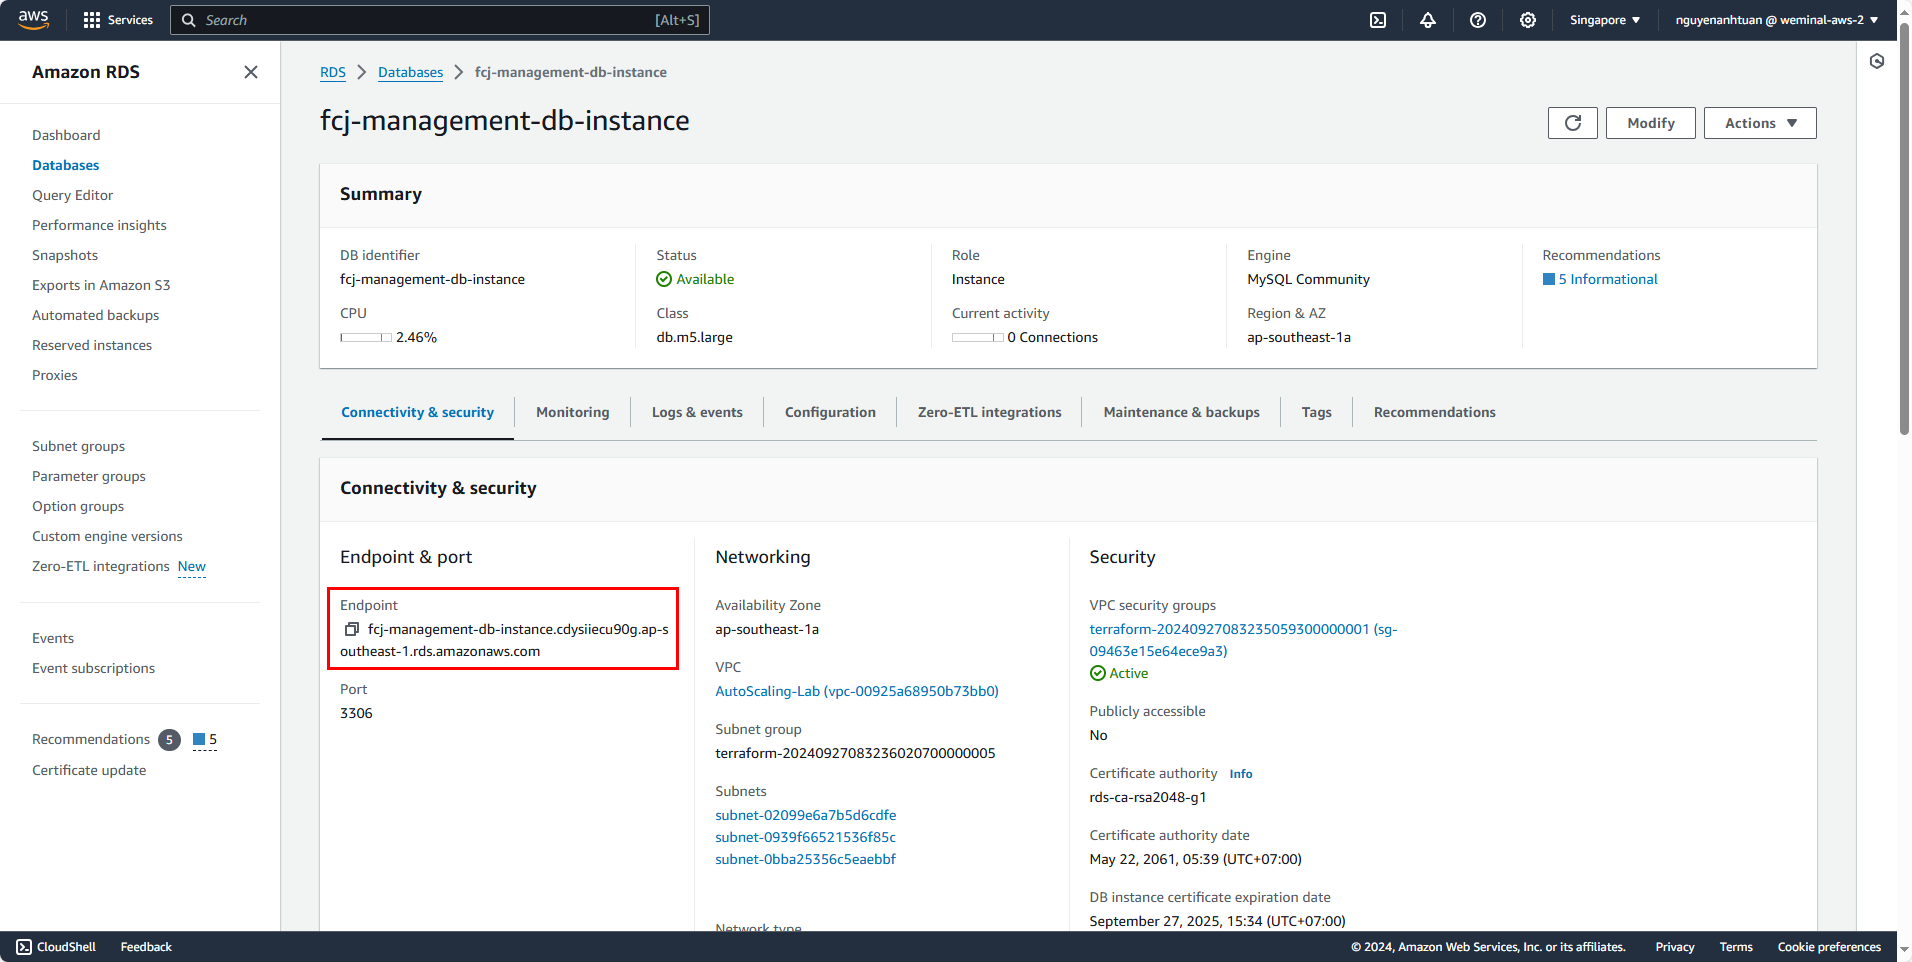 aws
Services
Search
[Alt+S]
Singapore
nguyenanhtuan @ weminal-aws-2
Amazon RDS
Dashboard
Databases
Query Editor
Performance insights
Snapshots
Exports in Amazon S3
Automated backups
Reserved instances
Proxies
Subnet groups
Parameter groups
Option groups
Custom engine versions
Zero-ETL integrations New
Events
Event subscriptions
Recommendations 5 5
Certificate update
RDS
Databases
fcj-management-db-instance
fcj-management-db-instance
Modify
Actions
Summary
DB identifier
fcj-management-db-instance
Status
Available
Role
Instance
Engine
MySQL Community
Recommendations
5 Informational
CPU
2.46%
Class
db.m5.large
Current activity
0 Connections
Region & AZ
ap-southeast-1a
Connectivity & security
Monitoring
Logs & events
Configuration
Zero-ETL integrations
Maintenance & backups
Tags
Recommendations
Connectivity & security
Endpoint & port
Endpoint
fcj-management-db-instance.cdysiiecu90g.ap-s
outheast-1.rds.amazonaws.com
Port
3306
Networking
Availability Zone
ap-southeast-1a
VPC
AutoScaling-Lab (vpc-00925a68950b73bb0)
Subnet group
terraform-20240927083236020700000005
Subnets
subnet-02099e6a7b5d6cdfe
subnet-0939f66521536f85c
subnet-0bba25356c5eaebbf
Network type
Security
VPC security groups
terraform-20240927083235059300000001 (sg-
09463e15e64ece9a3)
Active
Publicly accessible
No
Certificate authority Info
rds-ca-rsa2048-g1
Certificate authority date
May 22, 2061, 05:39 (UTC+07:00)
DB instance certificate expiration date
September 27, 2025, 15:34 (UTC+07:00)
CloudShell
Feedback
© 2024, Amazon Web Services, Inc. or its affiliates.
Privacy
Terms
Cookie preferences